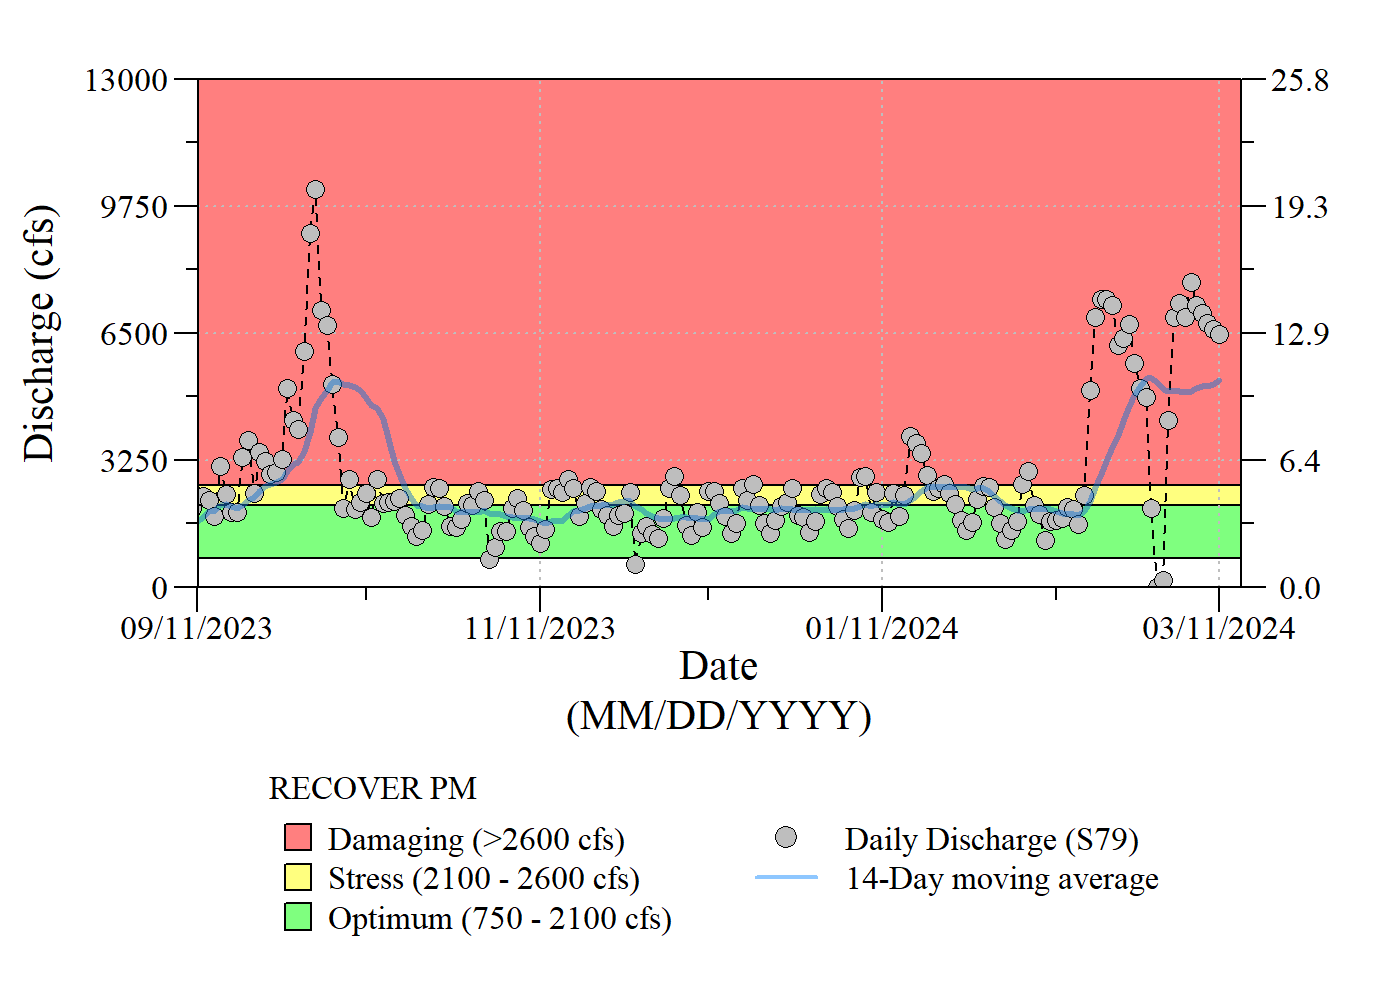 13000
9750
6500
3250
0
Discharge (cfs)
25.8
19.3
12.9
6.4
0.0
09/11/2023 11/11/2023 01/11/2024 03/11/2024
Date
(MM/DD/YYYY)
RECOVER PM
Damaging (>2600 cfs)
Stress (2100 - 2600 cfs)
Optimum (750 - 2100 cfs)
Daily Discharge (S79)
14-Day moving average